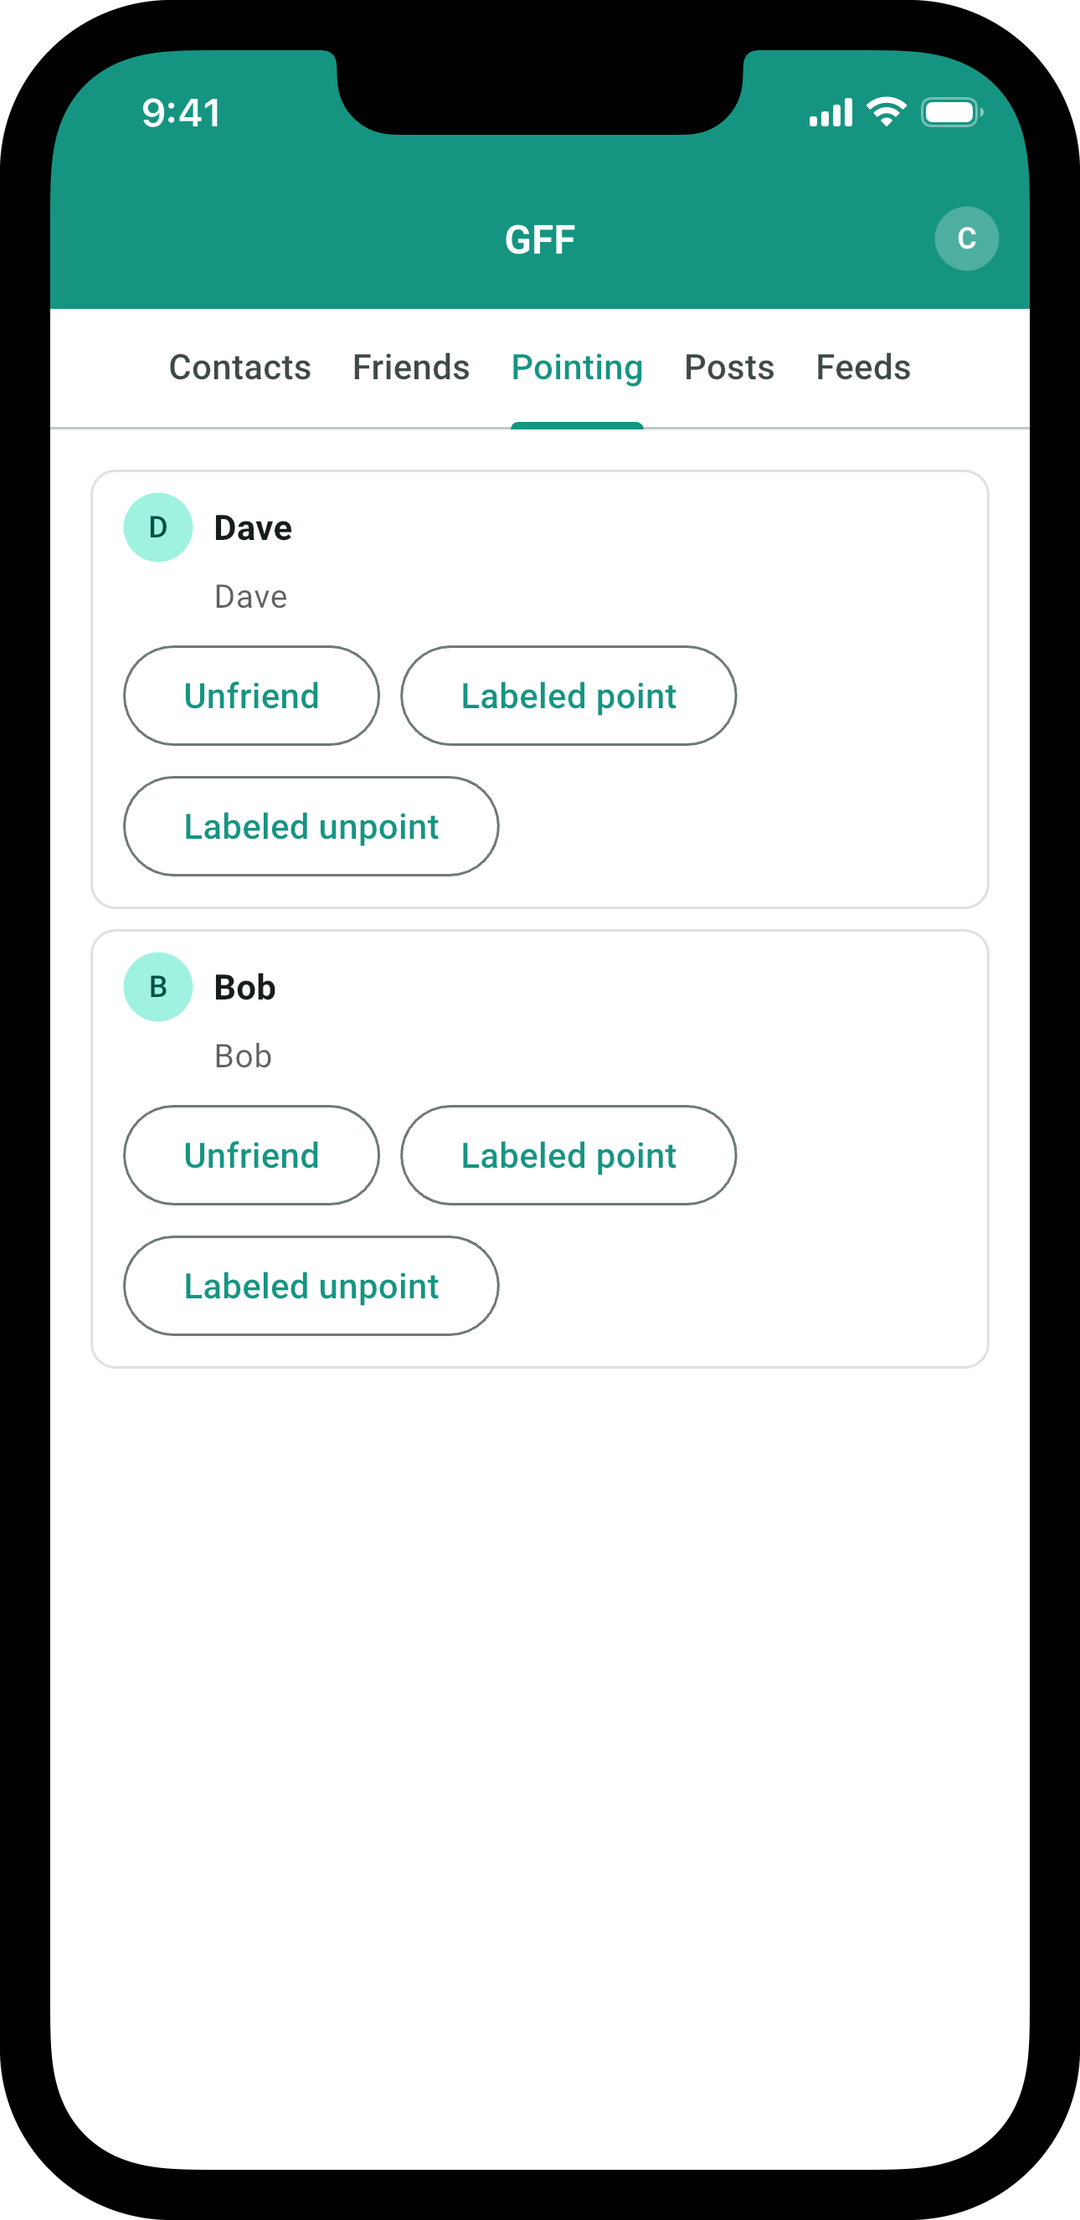 9:41
GFF
C
Contacts Friends Pointing Posts Feeds
D Dave
Dave
Unfriend Labeled point
Labeled unpoint
B Bob
Bob
Unfriend Labeled point
Labeled unpoint